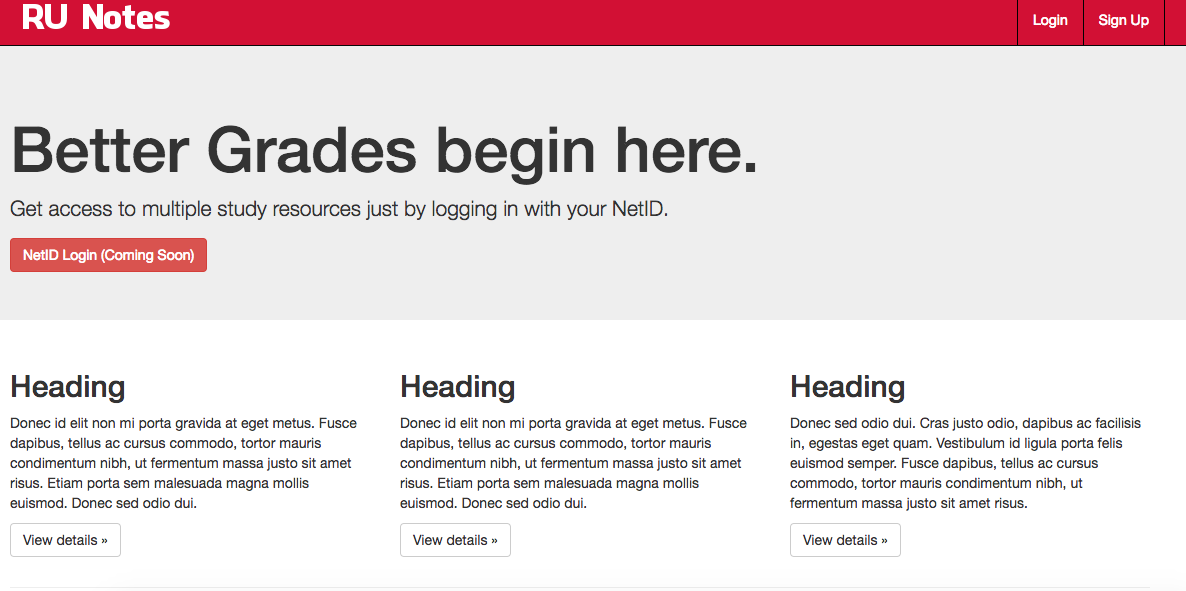 RU Notes
Login
Sign Up
Better Grades begin here.
Get access to multiple study resources just by logging in with your NetID.
NetID Login (Coming Soon)
Heading
Donec id elit non mi porta gravida at eget metus. Fusce
dapibus, tellus ac cursus commodo, tortor mauris
condimentum nibh, ut fermentum massa justo sit amet
risus. Etiam porta sem malesuada magna mollis
euismod. Donec sed odio dui.
View details »
Heading
Donec id elit non mi porta gravida at eget metus. Fusce
dapibus, tellus ac cursus commodo, tortor mauris
condimentum nibh, ut fermentum massa justo sit amet
risus. Etiam porta sem malesuada magna mollis
euismod. Donec sed odio dui.
View details »
Heading
Donec sed odio dui. Cras justo odio, dapibus ac facilisis
in, egestas eget quam. Vestibulum id ligula porta felis
euismod semper. Fusce dapibus, tellus ac cursus
commodo, tortor mauris condimentum nibh, ut
fermentum massa justo sit amet risus.
View details »